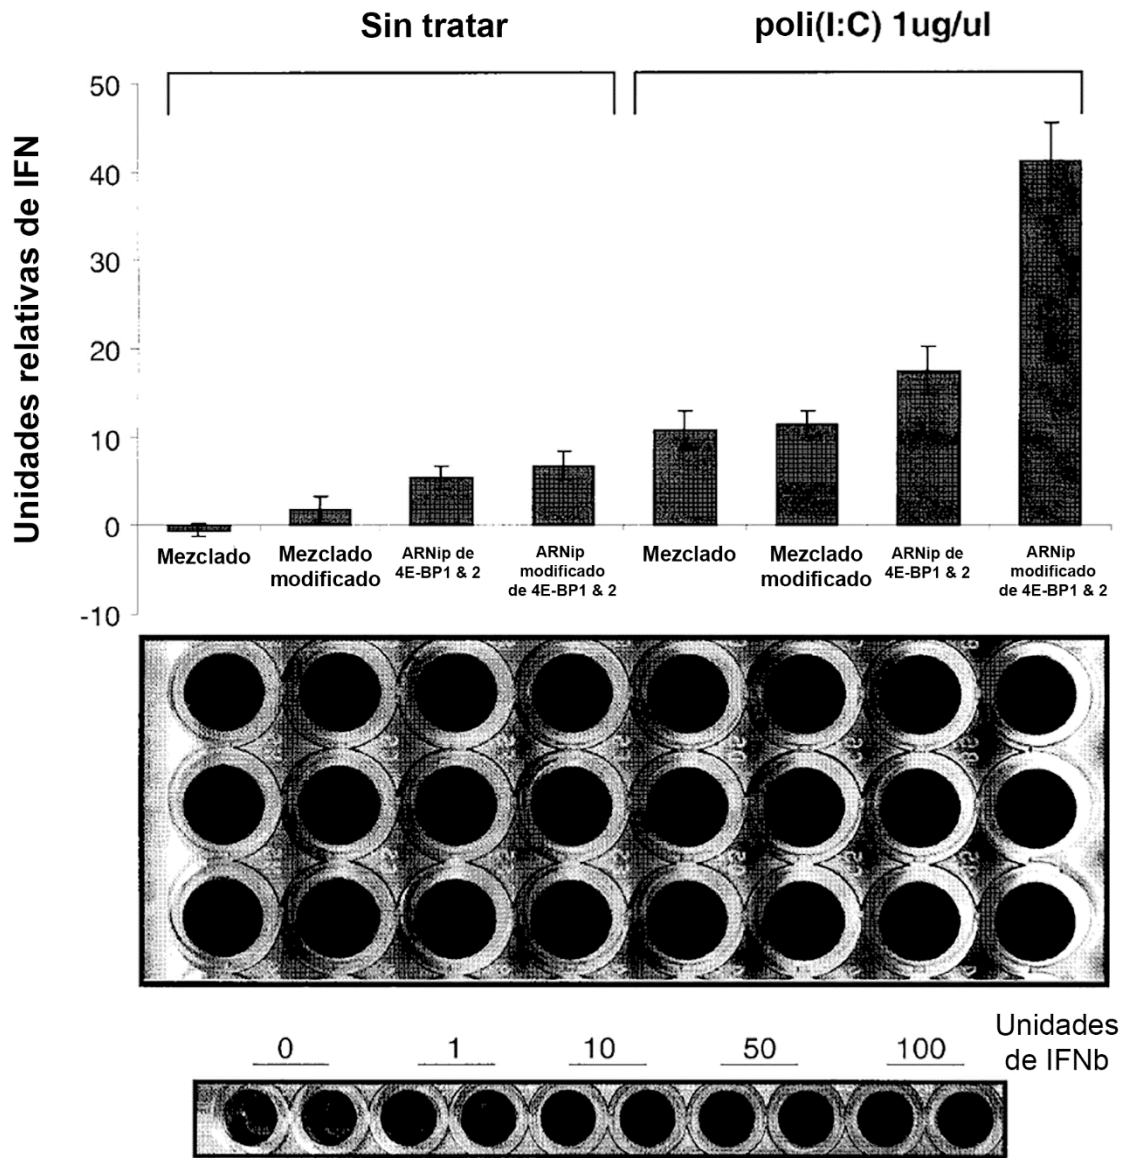 Sin tratar
poli(I:C) 1ug/ul
Unidades relativas de IFN
50
40
30
20
10
0
-10
Mezclado
Mezclado
modificado
ARNip de
4E-BP1 & 2
ARNip
modificado
de 4E-BP1 & 2
Mezclado
Mezclado
modificado
ARNip de
4E-BP1 & 2
ARNip
modificado
de 4E-BP1 & 2
0
1
10
50
100
Unidades
de IFNb